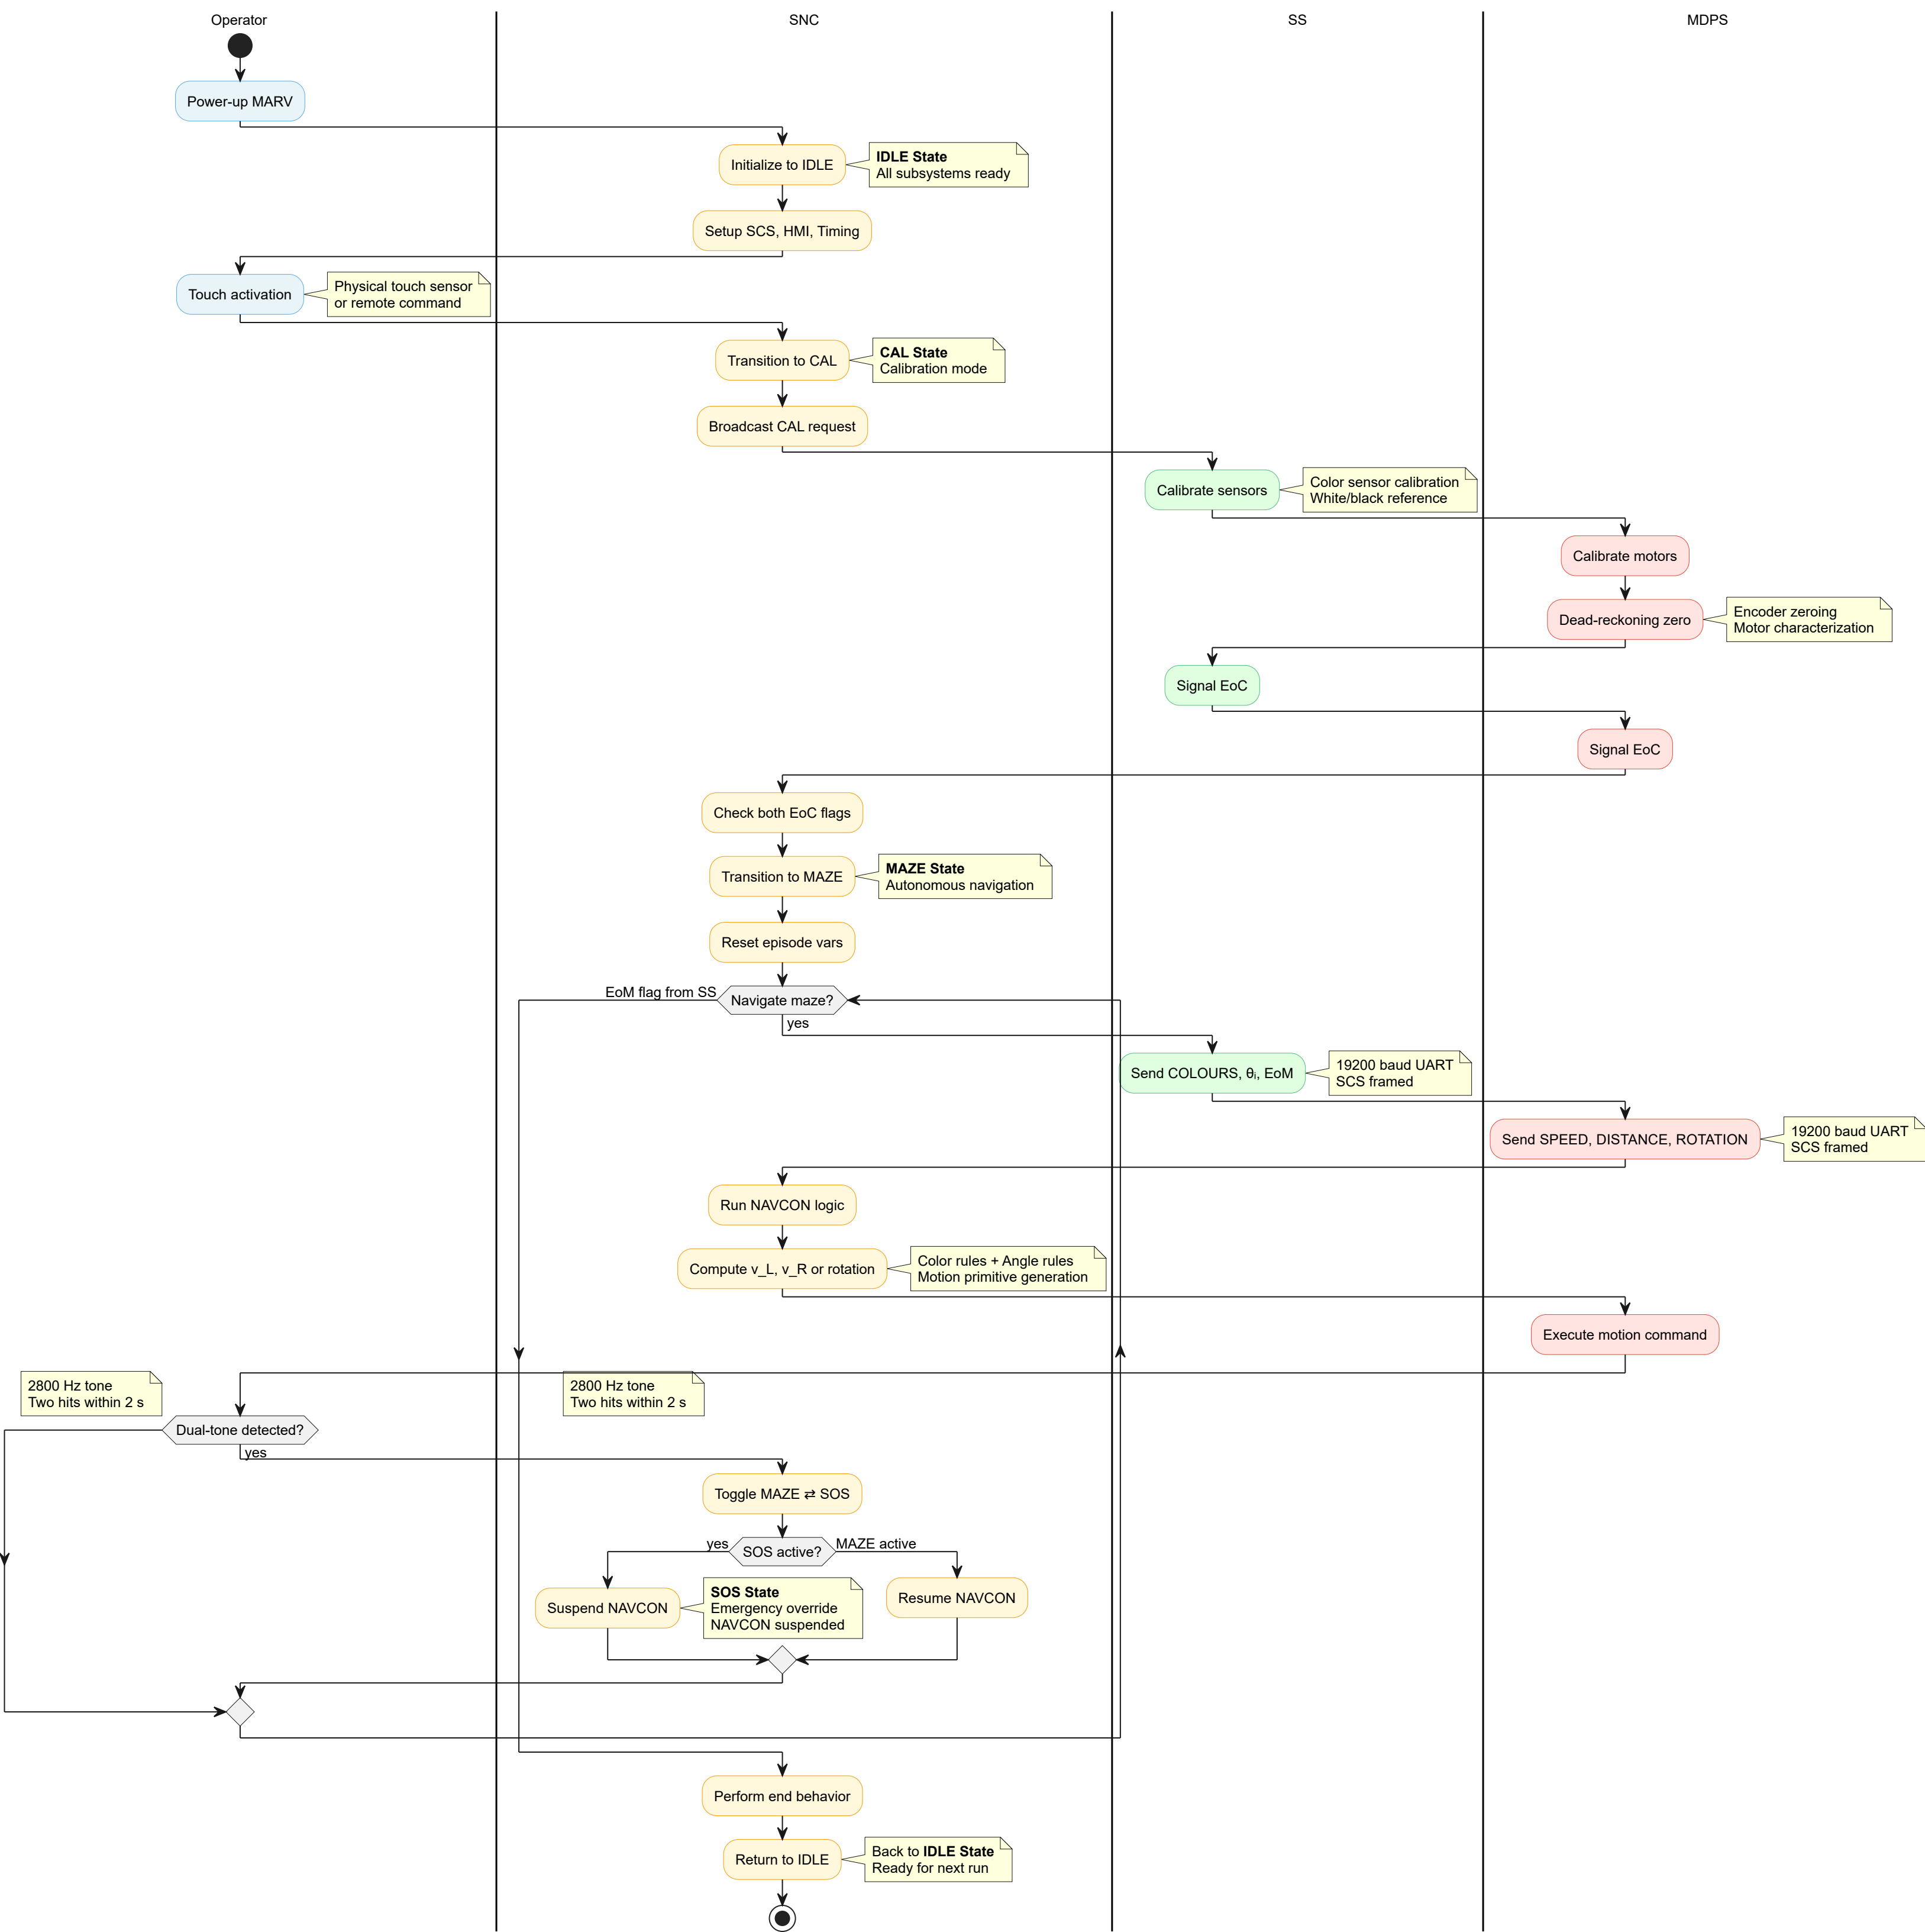 Operator
SNC
SS
MDPS
Power-up MARV
Initialize to IDLE
IDLE State
All subsystems ready
Setup SCS, HMI, Timing
Touch activation
Physical touch sensor
or remote command
Transition to CAL
CAL State
Calibration mode
Broadcast CAL request
Calibrate sensors
Color sensor calibration
White/black reference
Calibrate motors
Dead-reckoning zero
Encoder zeroing
Motor characterization
Signal EoC
Signal EoC
Check both EoC flags
Transition to MAZE
MAZE State
Autonomous navigation
Reset episode vars
EoM flag from SS
Navigate maze?
yes
Send COLOURS, θᵢ, EoM
19200 baud UART
SCS framed
Send SPEED, DISTANCE, ROTATION
19200 baud UART
SCS framed
Run NAVCON logic
Compute v_L, v_R or rotation
Color rules + Angle rules
Motion primitive generation
Execute motion command
2800 Hz tone
Two hits within 2 s
2800 Hz tone
Two hits within 2 s
Dual-tone detected?
yes
Toggle MAZE ⇄ SOS
yes
SOS active?
MAZE active
Suspend NAVCON
SOS State
Emergency override
NAVCON suspended
Resume NAVCON
Perform end behavior
Return to IDLE
Back to IDLE State
Ready for next run